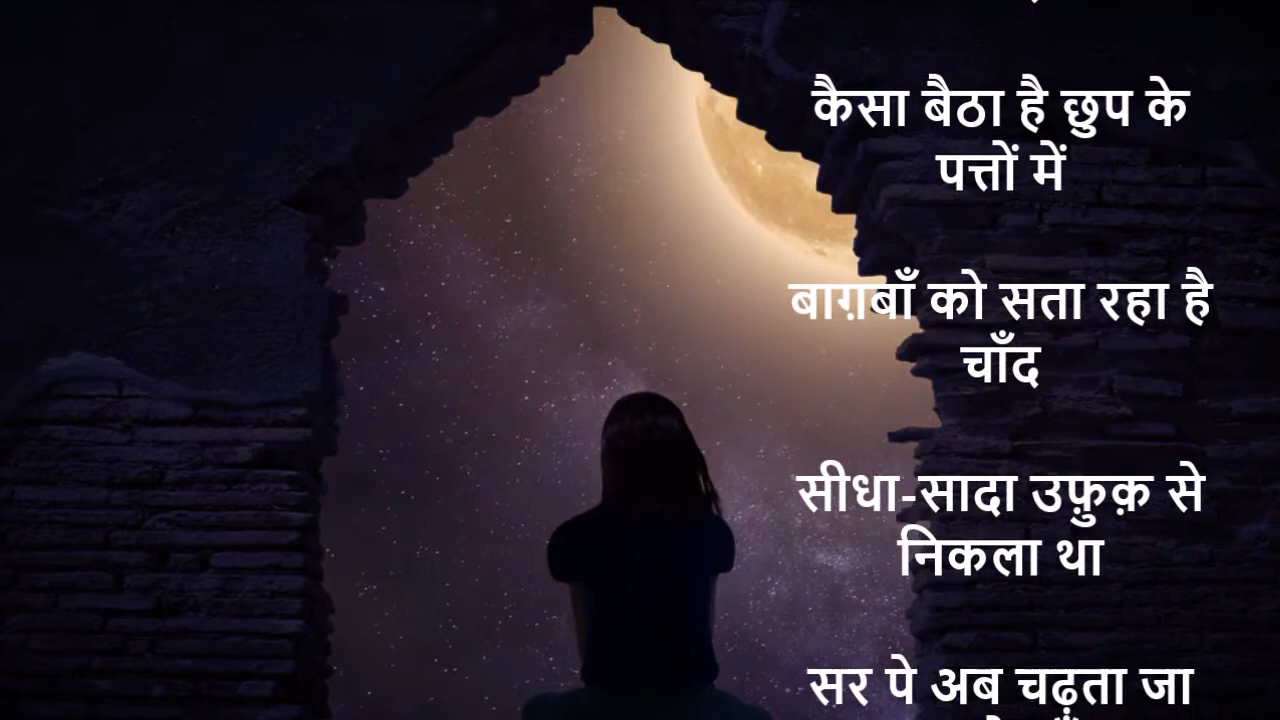 कैसा बैठा है छुप के
पत्तों में
बाग़बाँ को सता रहा है
चाँद
सीधा-सादा उफ़ुक़ से
निकला था
सर पे अब चढ़ता जा